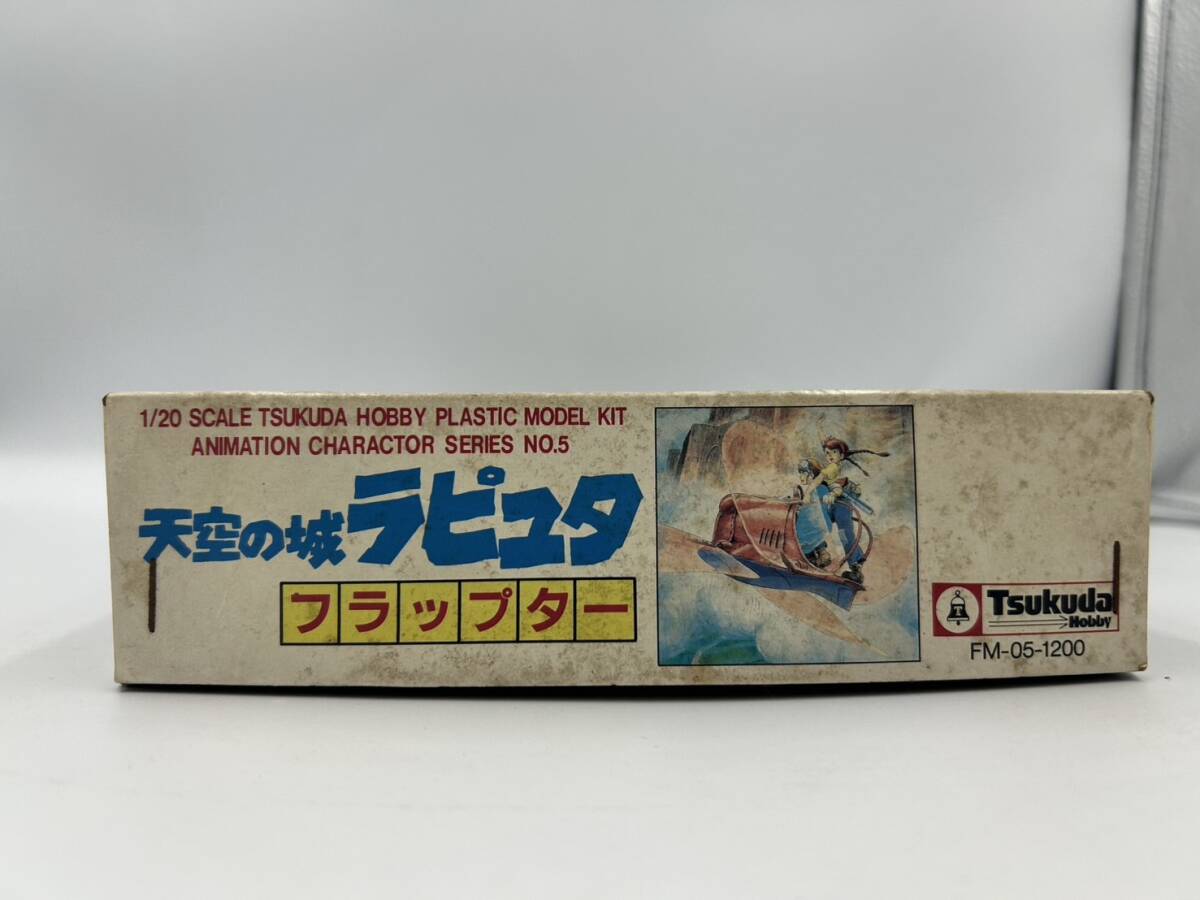 1/20 SCALE TSUKUDA HOBBY PLASTIC MODEL KIT
ANIMATION CHARACTOR SERIES NO.5
天空の城ラピュタ
フラップター
T
Tsukuda
Hobby
FM-05-1200